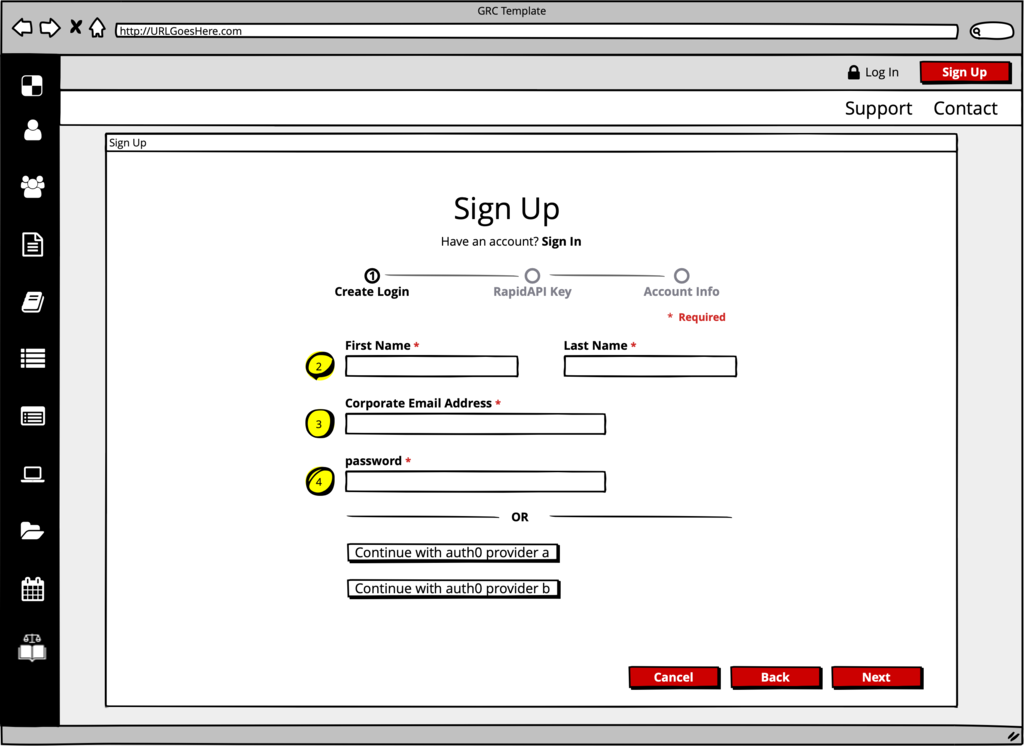 GRC Template
http://URLGoesHere.com
Log In
Sign Up
Support Contact
Sign Up
Sign Up
Have an account? Sign In
1
Create Login RapidAPI Key Account Info
* Required
First Name * Last Name *
2
Corporate Email Address *
3
password *
4
OR
Continue with auth0 provider a
Continue with auth0 provider b
Cancel Back Next